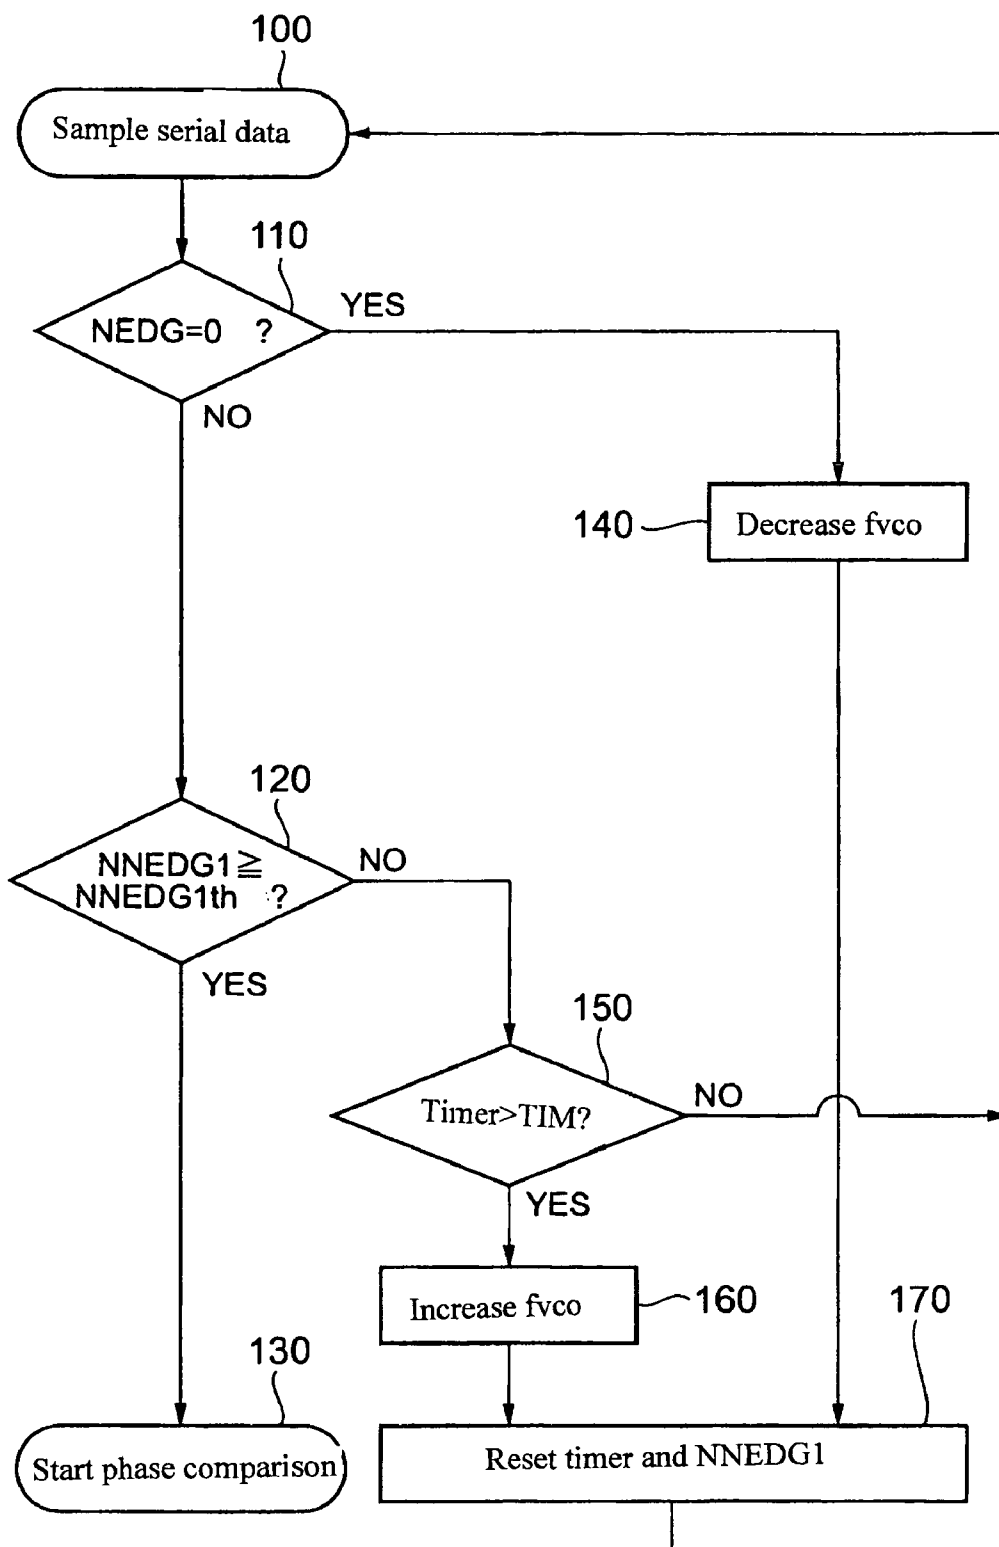 100
Sample serial data
110
NEDG=0 ?
YES
NO
140
Decrease fvco
120
NNEDG1≧
NNEDG1th ?
NO
YES
150
Timer>TIM?
NO
YES
Increase fvco
160
170
130
Start phase comparison
Reset timer and NNEDG1